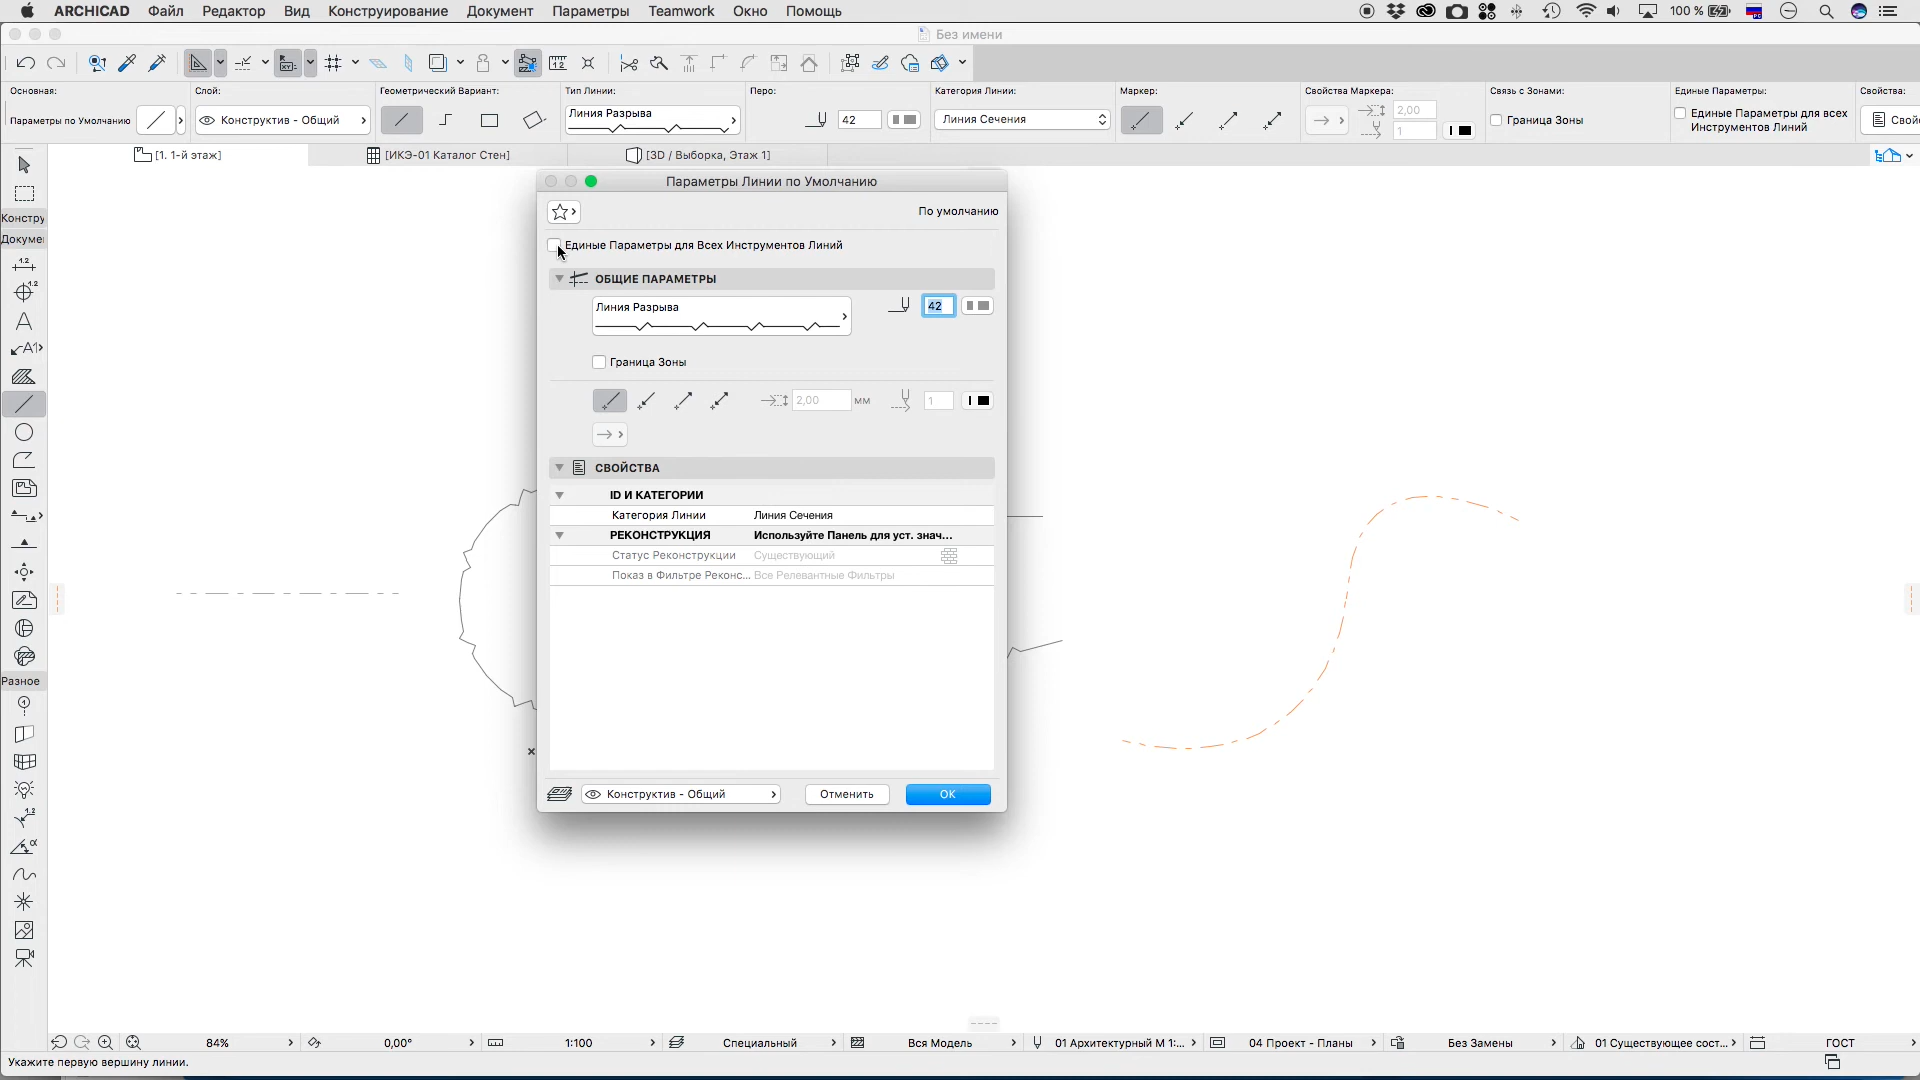 ARCHICAD Файл Редактор Вид Конструирование Документ Параметры Teamwork Окно Помощь 100 %
Без имени
Основная: Слой: Геометрический Вариант: Тип Линии: Перо: Категория Линии: Маркер: Свойства Маркера: Связь с Зонами: Единые Параметры: Свойства:
Параметры по Умолчанию Конструктив - Общий Линия Разрыва 42 Линия Сечения 2,00 1 Граница Зоны Единые Параметры для всех Инструментов Линий Свой
[1. 1-й этаж] [ИКЭ-01 Каталог Стен] [3D / Выборка, Этаж 1]
Констру
Докумен
Разное
Параметры Линии по Умолчанию
По умолчанию
Единые Параметры для Всех Инструментов Линий
ОБЩИЕ ПАРАМЕТРЫ
Линия Разрыва 42
Граница Зоны
2,00 мм 1
СВОЙСТВА
ID И КАТЕГОРИИ
Категория Линии Линия Сечения
РЕКОНСТРУКЦИЯ Используйте Панель для уст. знач...
Статус Реконструкции Существующий
Показ в Фильтре Реконс... Все Релевантные Фильтры
Конструктив - Общий Отменить OK
84% 0,00° 1:100 Специальный Вся Модель 01 Архитектурный М 1:... 04 Проект - Планы Без Замены 01 Существующее сост... ГОСТ
Укажите первую вершину линии.